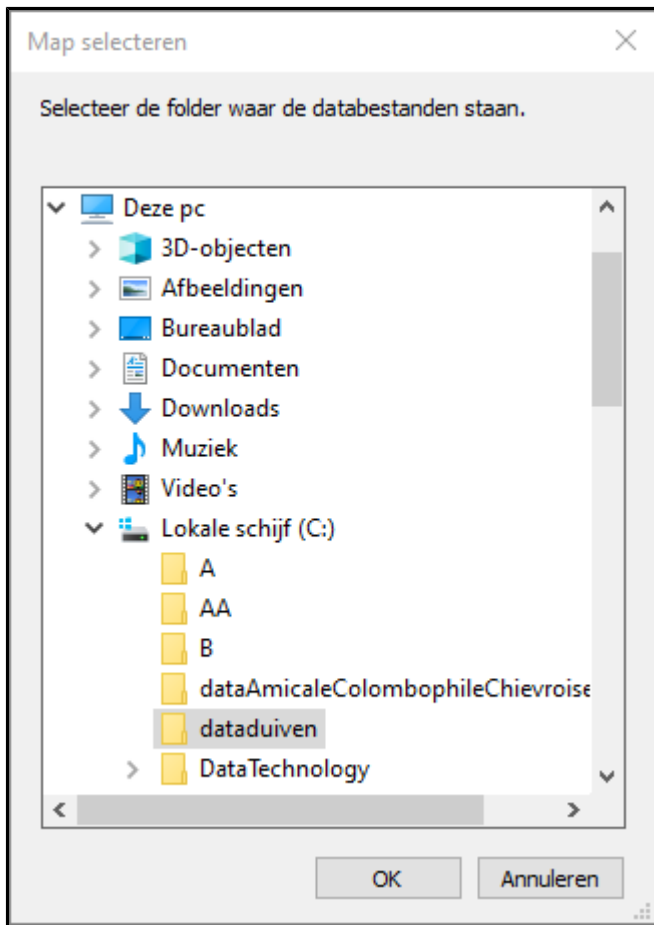 Map selecteren
Selecteer de folder waar de databestanden staan.
Deze pc
3D-objecten
Afbeeldingen
Bureaublad
Documenten
Downloads
Muziek
Video's
Lokale schijf (C:)
A
AA
B
dataAmicaleColombophileChievroise
dataduiven
DataTechnology
OK
Annuleren